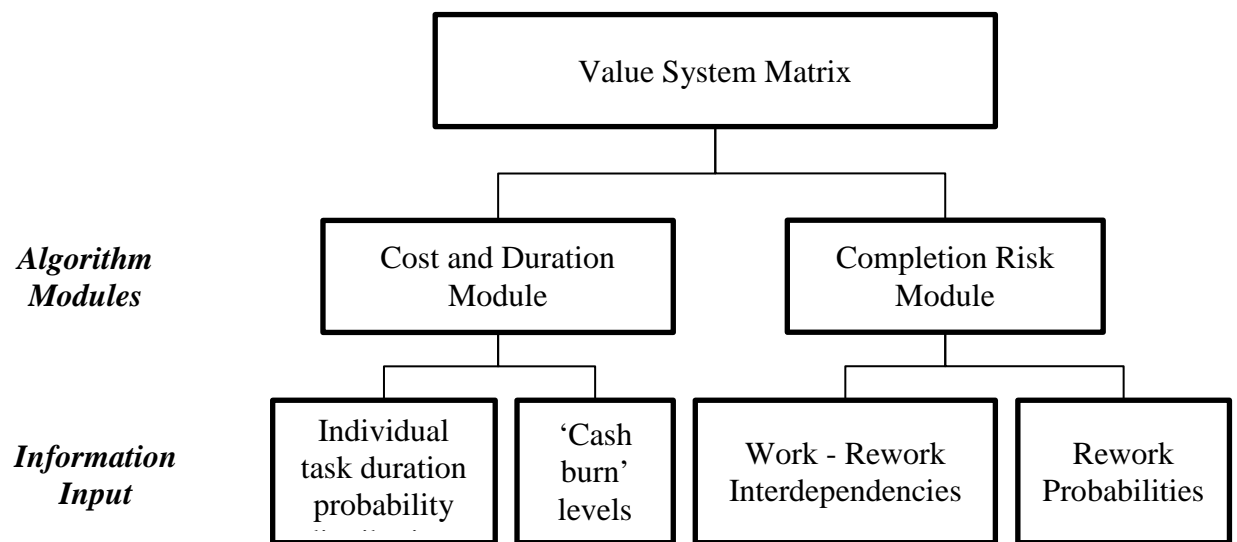 Value System Matrix
Algorithm
Modules
Cost and Duration
Module
Completion Risk
Module
Information
Input
Individual
task duration
probability
‘Cash
burn’
levels
Work - Rework
Interdependencies
Rework
Probabilities